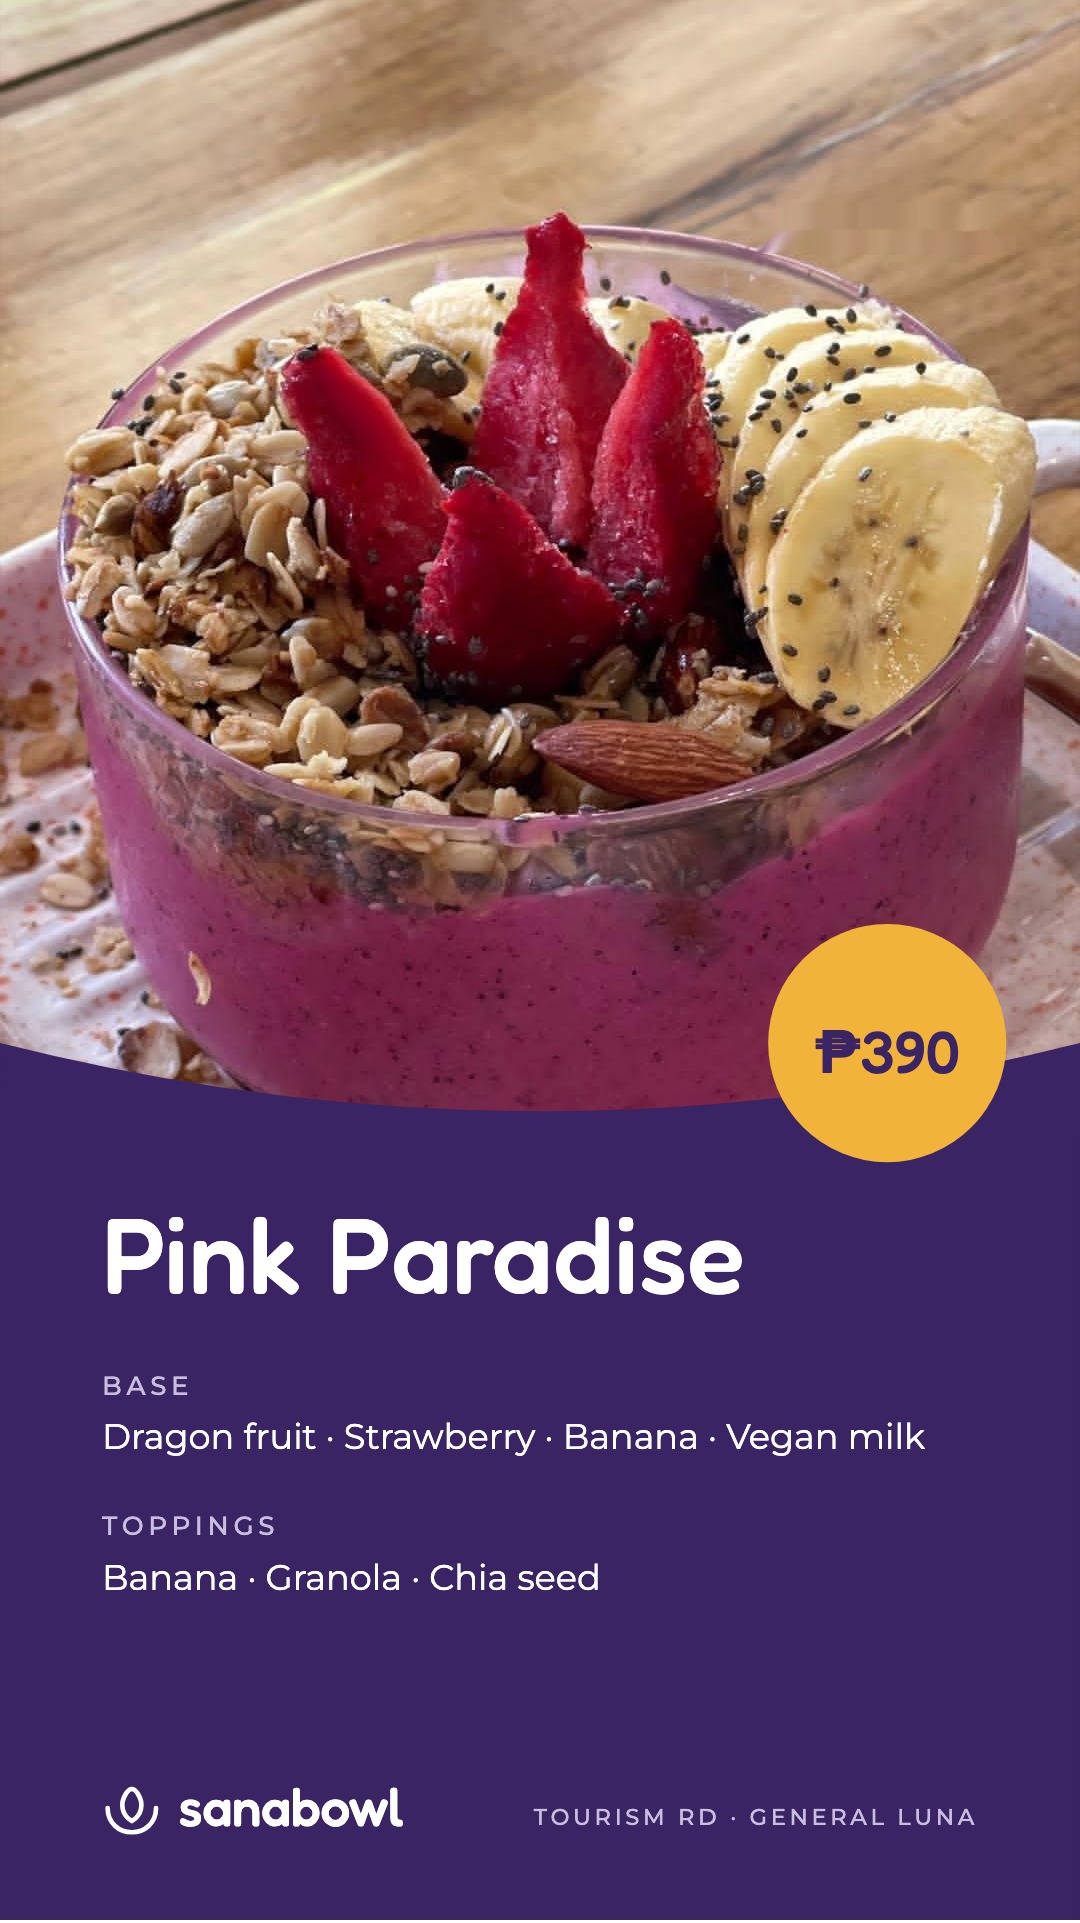 ₱390
Pink Paradise
BASE
Dragon fruit · Strawberry · Banana · Vegan milk
TOPPINGS
Banana · Granola · Chia seed
sanabowl
TOURISM RD · GENERAL LUNA